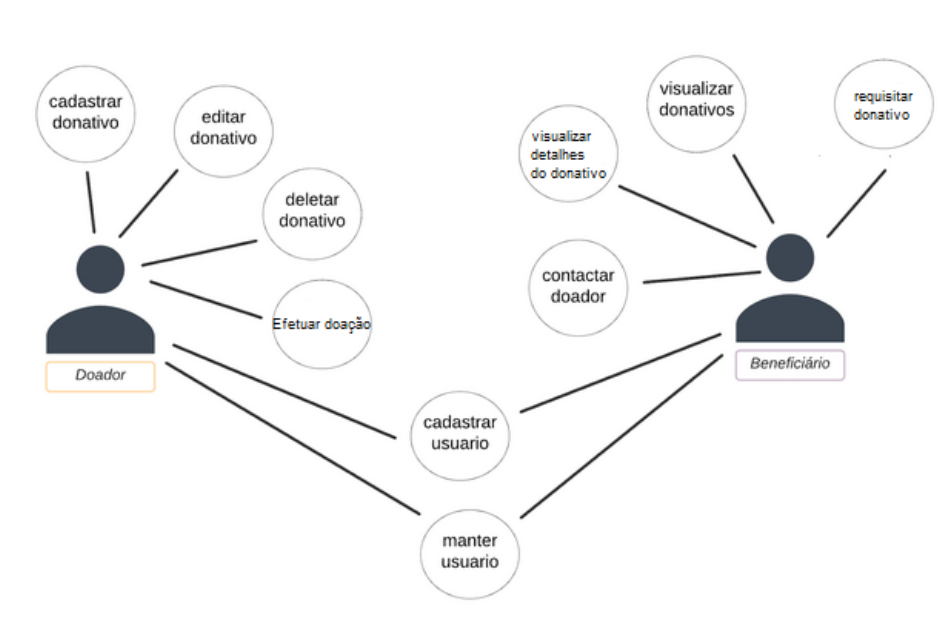 cadastrar
donativo
editar
donativo
deletar
donativo
Efetuar doação
Doador
visualizar
donativos
requisitar
donativo
visualizar
detalhes
do donativo
contactar
doador
Beneficiário
cadastrar
usuario
manter
usuario